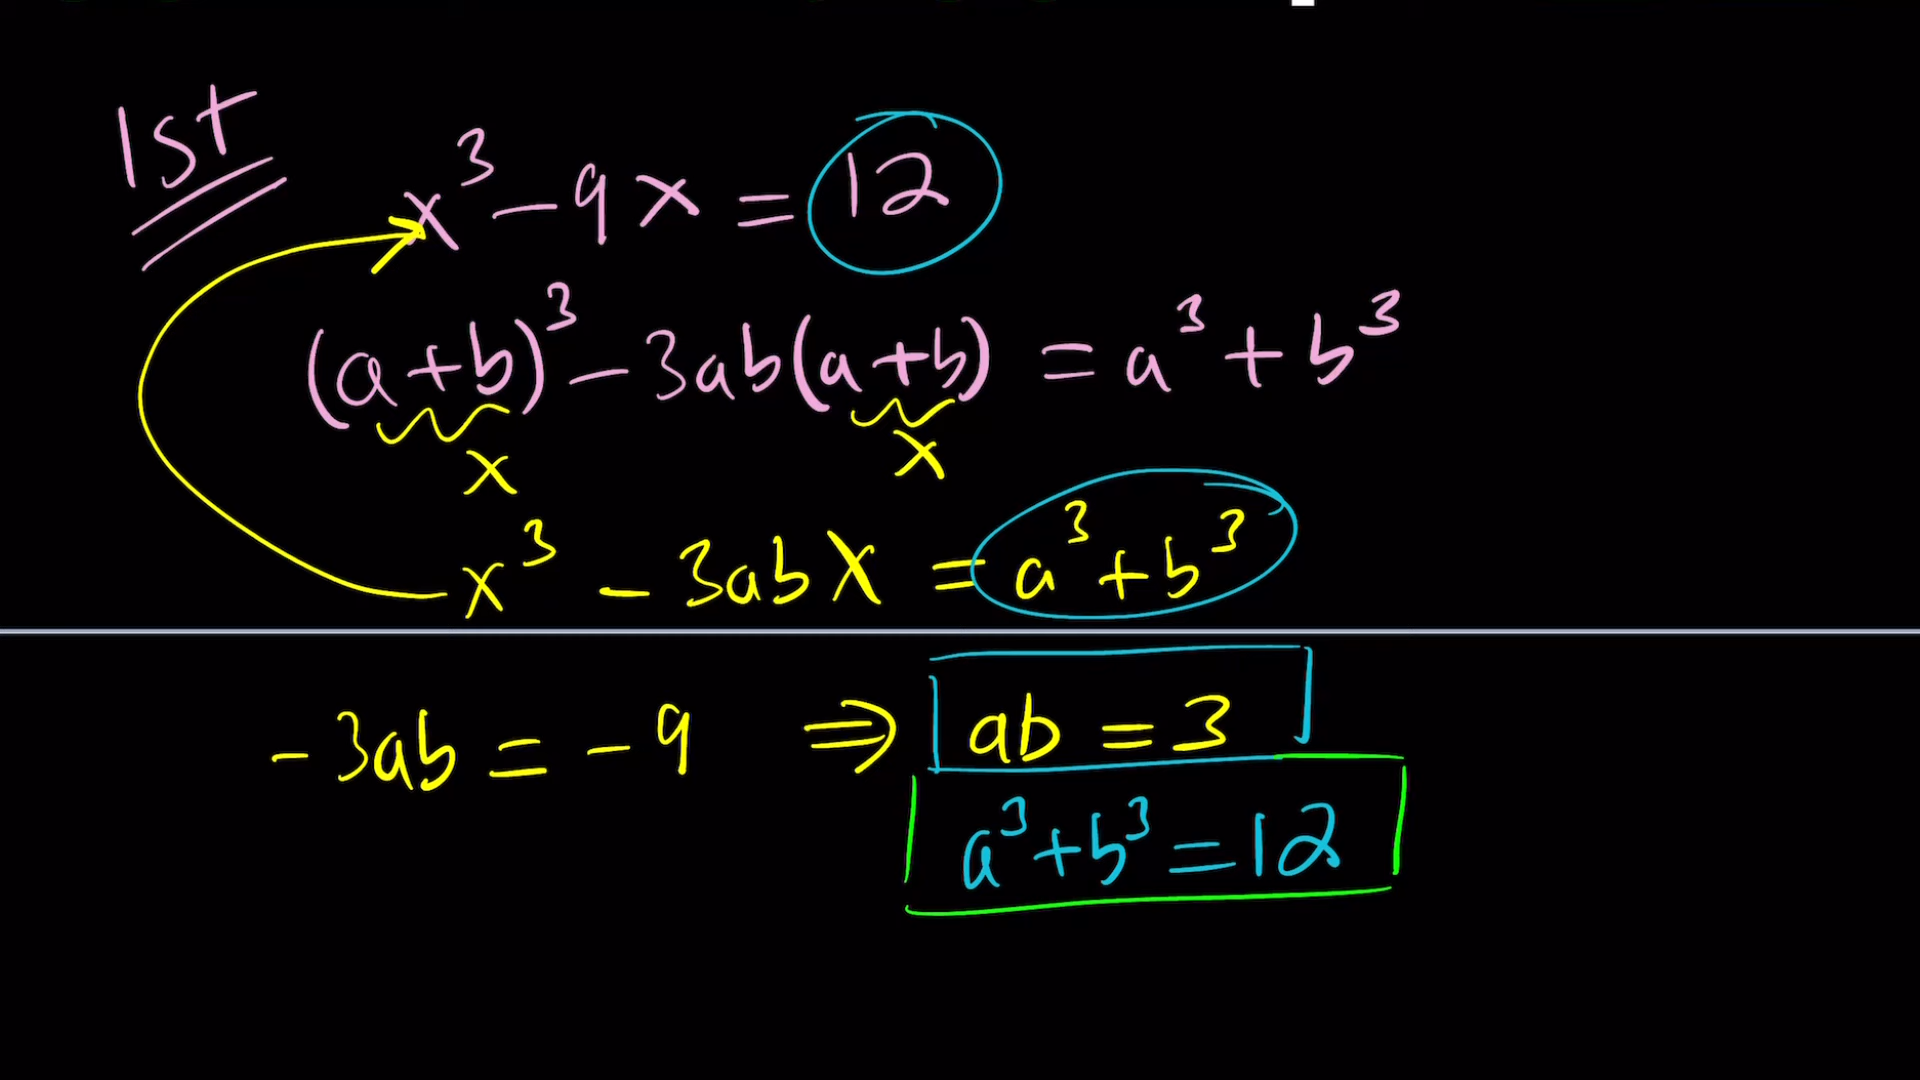 1st
x³ - 9x = 12
(a+b)³ - 3ab(a+b) = a³ + b³
x x
x³ - 3abx = a³ + b³
-3ab = -9 ⇒ ab = 3
a³ + b³ = 12